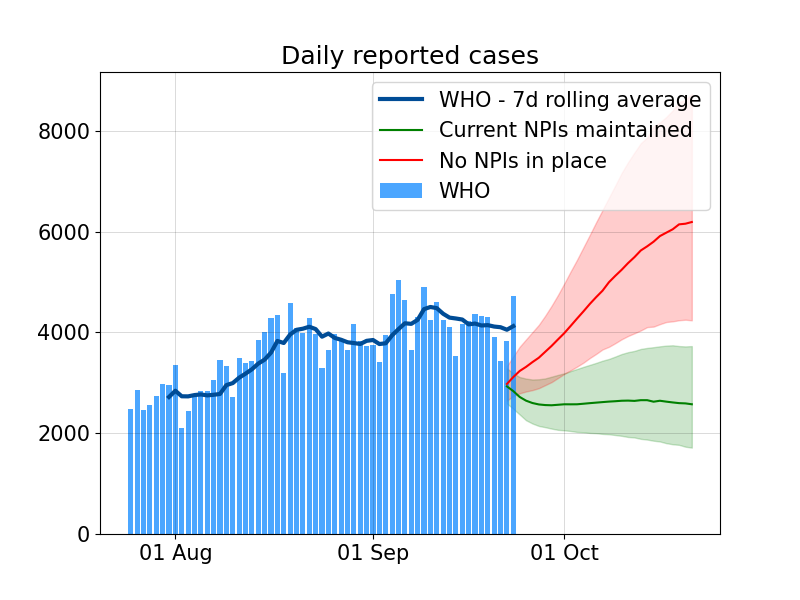 Daily reported cases
WHO - 7d rolling average
Current NPIs maintained
No NPIs in place
WHO
8000
6000
4000
2000
0
01 Aug
01 Sep
01 Oct